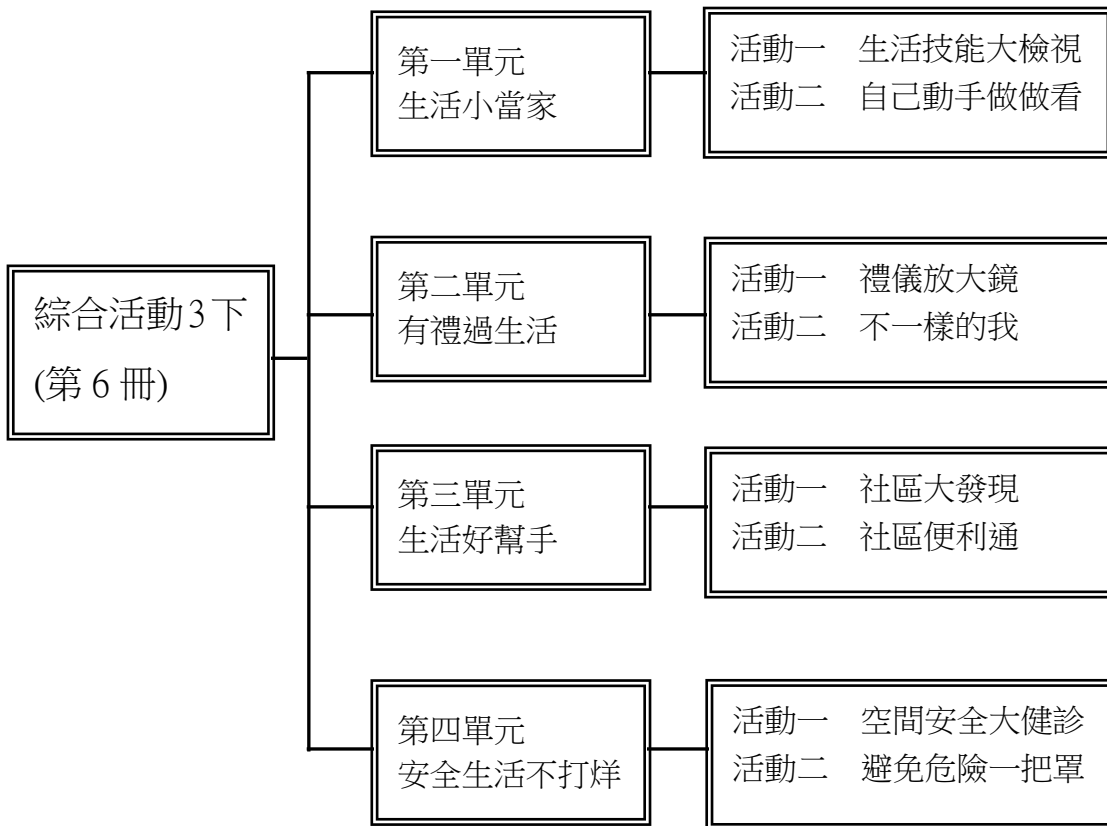 綜合活動3下
(第6冊)
第一單元
生活小當家
活動一 生活技能大檢視
活動二 自己動手做做看
第二單元
有禮過生活
活動一 禮儀放大鏡
活動二 不一樣的我
第三單元
生活好幫手
活動一 社區大發現
活動二 社區便利通
第四單元
安全生活不打烊
活動一 空間安全大健診
活動二 避免危險一把罩